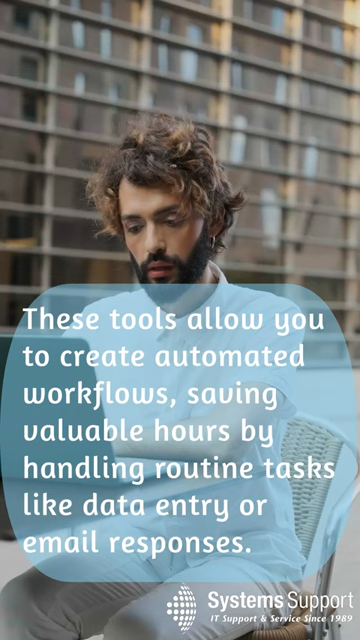 These tools allow you
to create automated
workflows, saving
valuable hours by
handling routine tasks
like data entry or
email responses.
Systems Support
IT Support & Service Since 1989